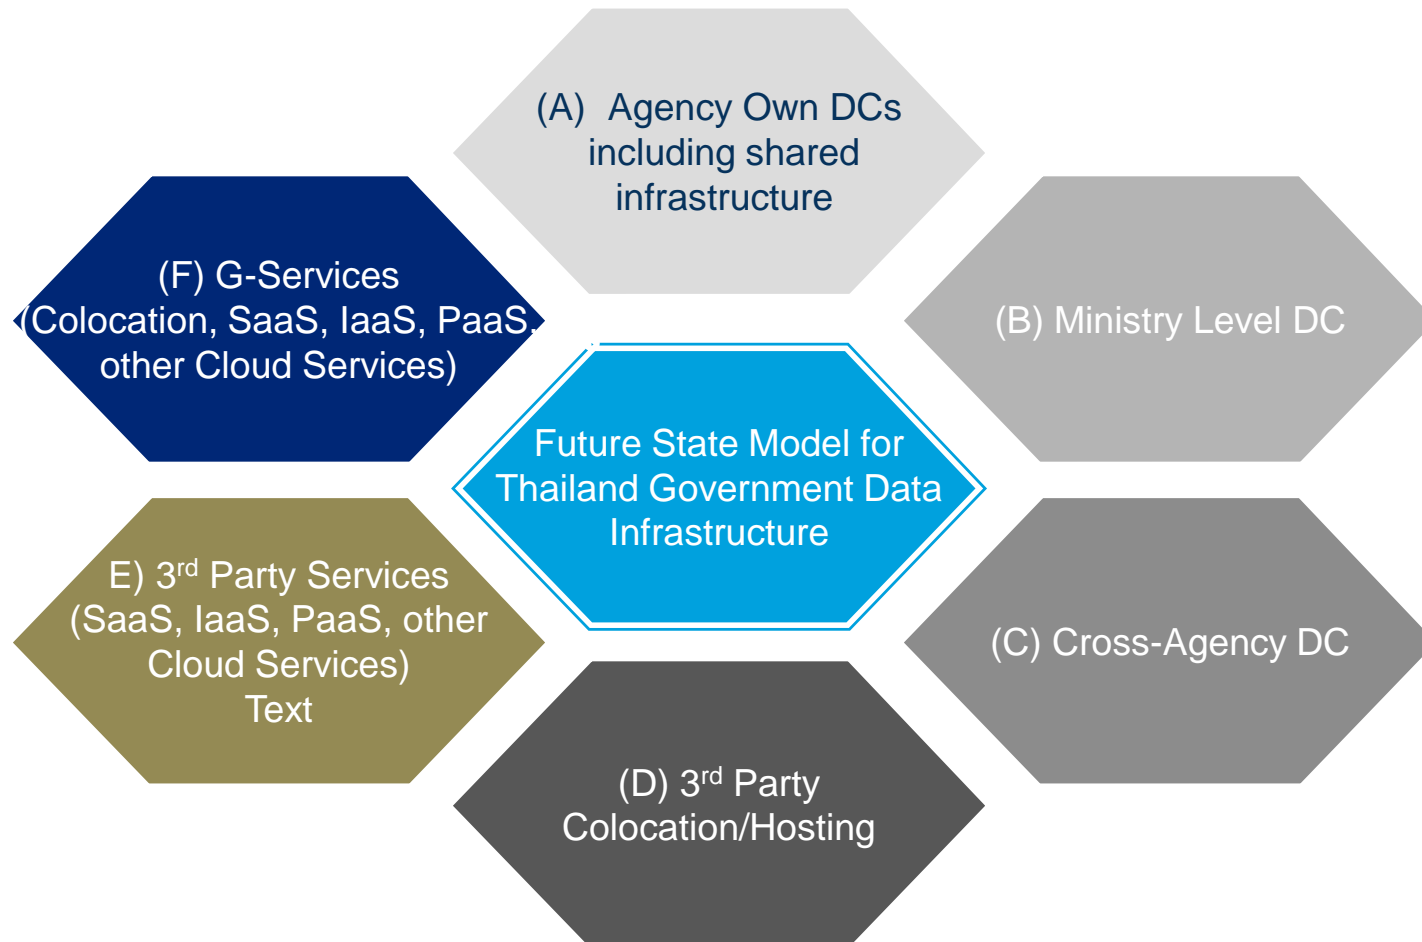 (A) Agency Own DCs
including shared
infrastructure
(F) G-Services
(Colocation, SaaS, IaaS, PaaS,
other Cloud Services)
(B) Ministry Level DC
Future State Model for
Thailand Government Data
Infrastructure
E) 3rd Party Services
(SaaS, IaaS, PaaS, other
Cloud Services)
Text
(C) Cross-Agency DC
(D) 3rd Party
Colocation/Hosting